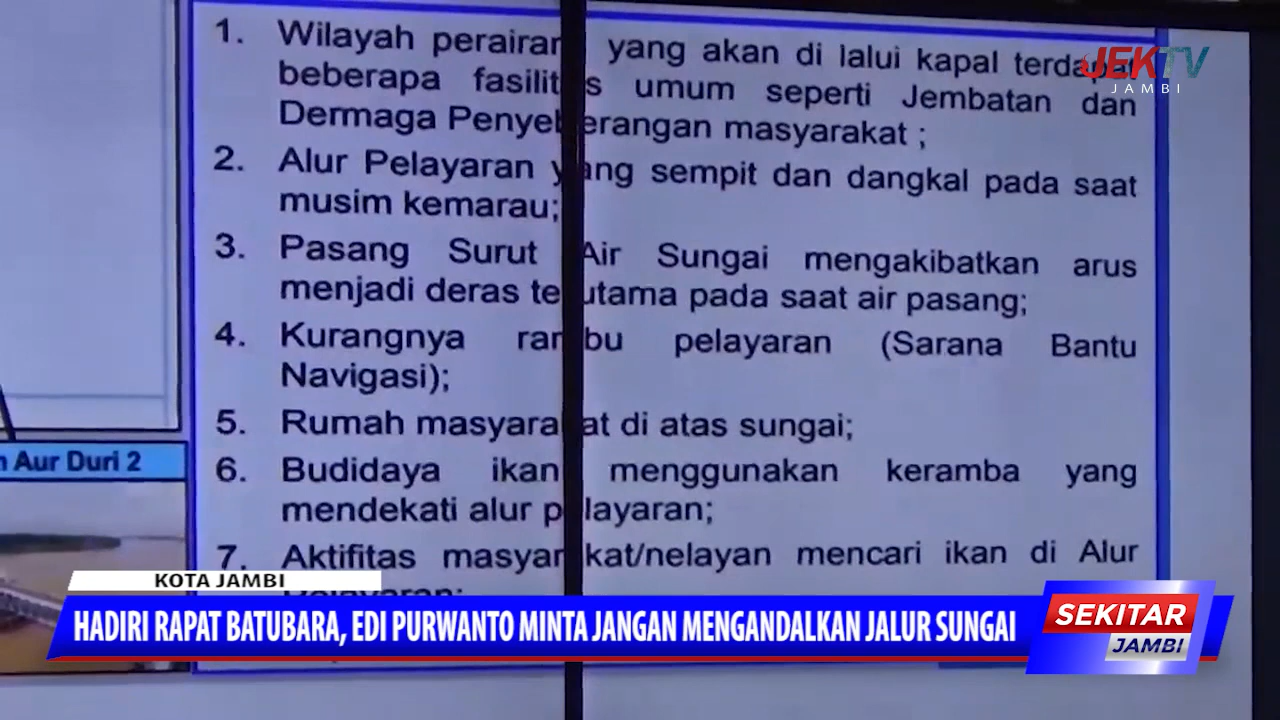 1. Wilayah perairan yang akan di lalui kapal terdapat
beberapa fasilitas umum seperti Jembatan dan
Dermaga Penyeberangan masyarakat ;
2. Alur Pelayaran yang sempit dan dangkal pada saat
musim kemarau;
3. Pasang Surut Air Sungai mengakibatkan arus
menjadi deras terutama pada saat air pasang;
4. Kurangnya rambu pelayaran (Sarana Bantu
Navigasi);
5. Rumah masyarakat di atas sungai;
6. Budidaya ikan menggunakan keramba yang
mendekati alur pelayaran;
7. Aktifitas masyarakat/nelayan mencari ikan di Alur
Pelayaran;
Aur Duri 2
JEKTV
JAMBI
KOTA JAMBI
HADIRI RAPAT BATUBARA, EDI PURWANTO MINTA JANGAN MENGANDALKAN JALUR SUNGAI
SEKITAR
JAMBI